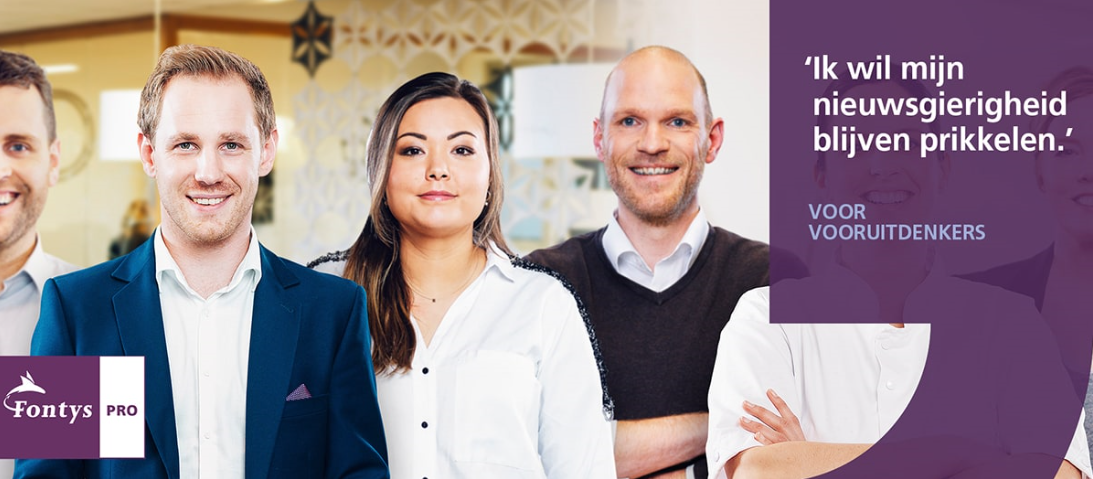 ‘Ik wil mijn
nieuwsgierigheid
blijven prikkelen.’
VOOR
VOORUITDENKERS
Fontys PRO